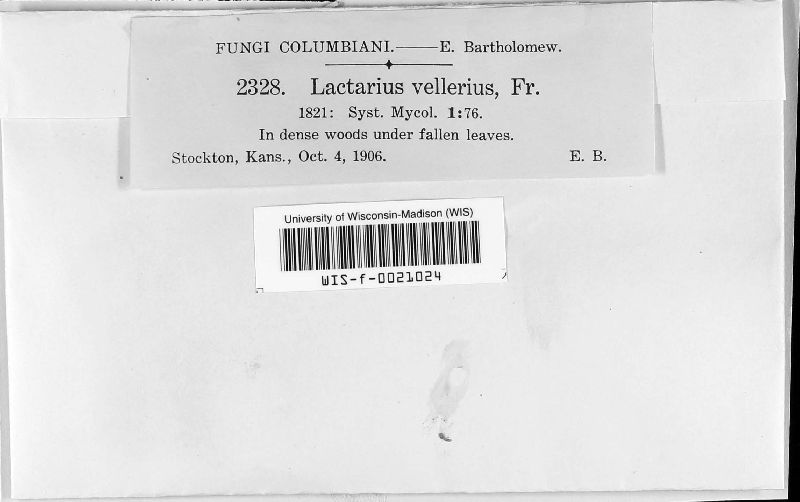 FUNGI COLUMBIANI.——E. Bartholomew.
2328. Lactarius vellerius, Fr.
1821: Syst. Mycol. 1:76.
In dense woods under fallen leaves.
Stockton, Kans., Oct. 4, 1906. E. B.
University of Wisconsin-Madison (WIS)
WIS-f-0021024